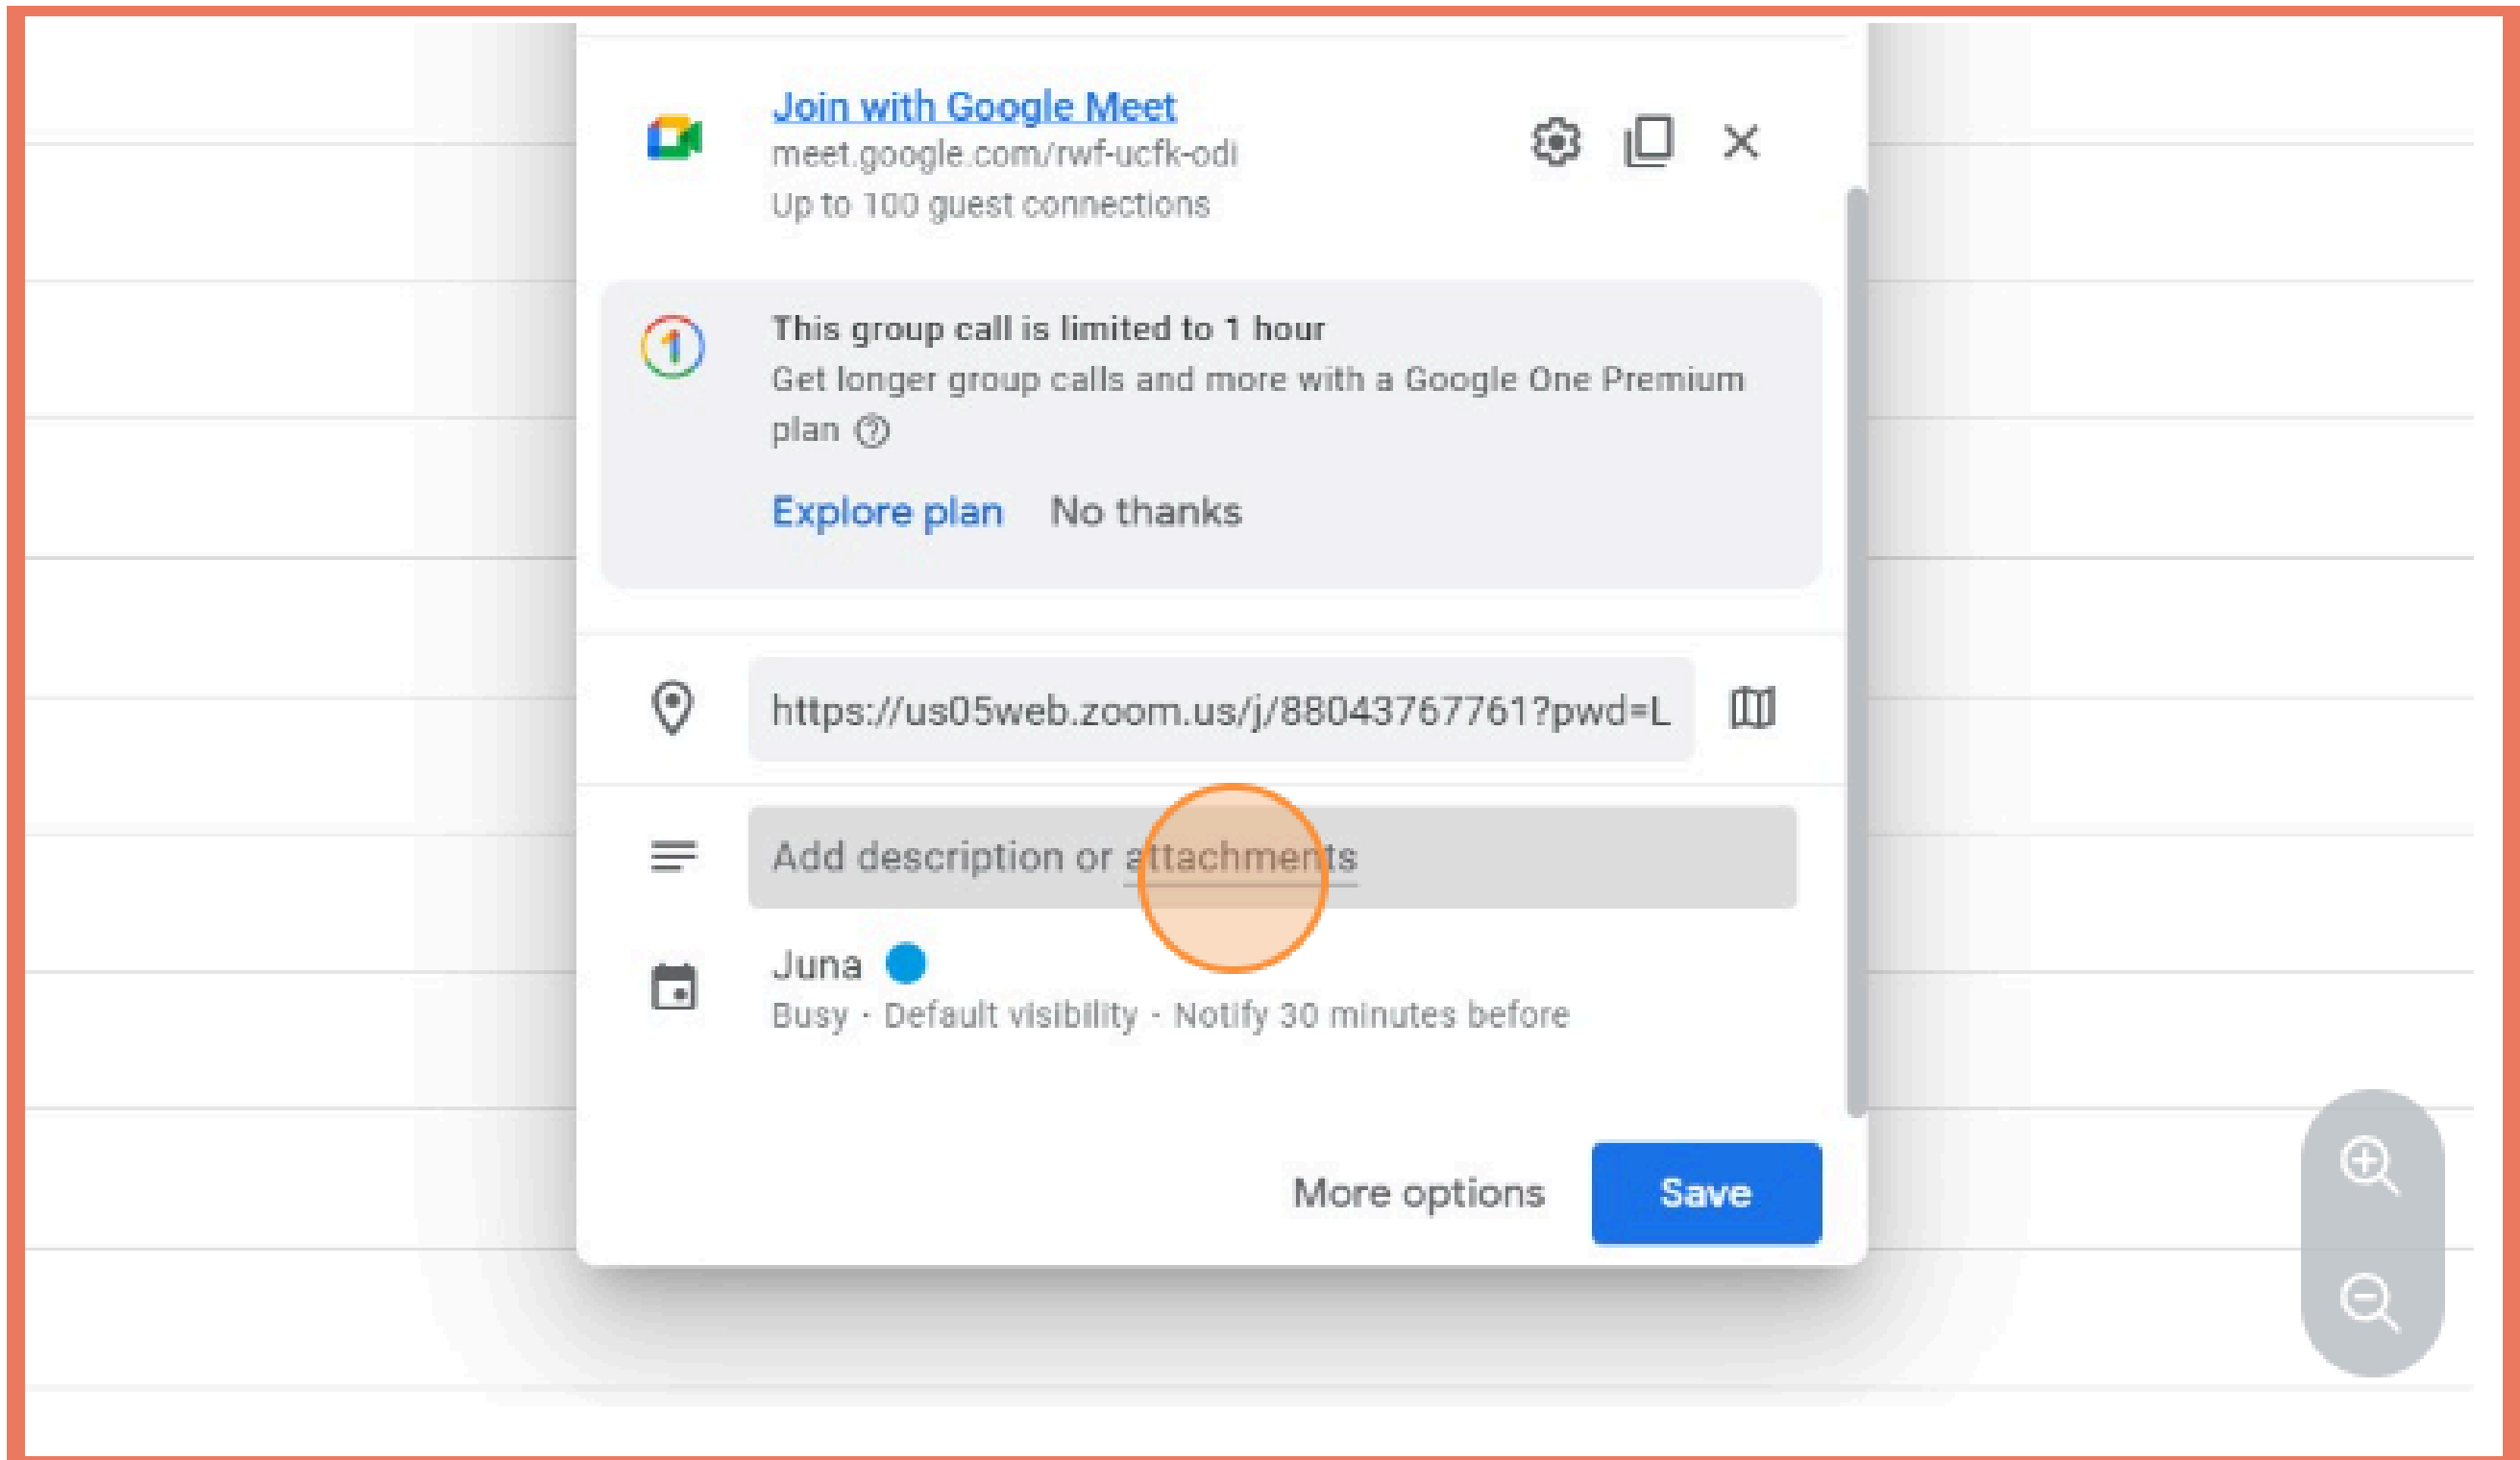 Join with Google Meet
meet.google.com/rwf-ucfk-odi
Up to 100 guest connections
This group call is limited to 1 hour
Get longer group calls and more with a Google One Premium
plan
Explore plan No thanks
https://us05web.zoom.us/j/88043767761?pwd=L
Add description or attachments
Juna
Busy · Default visibility · Notify 30 minutes before
More options Save